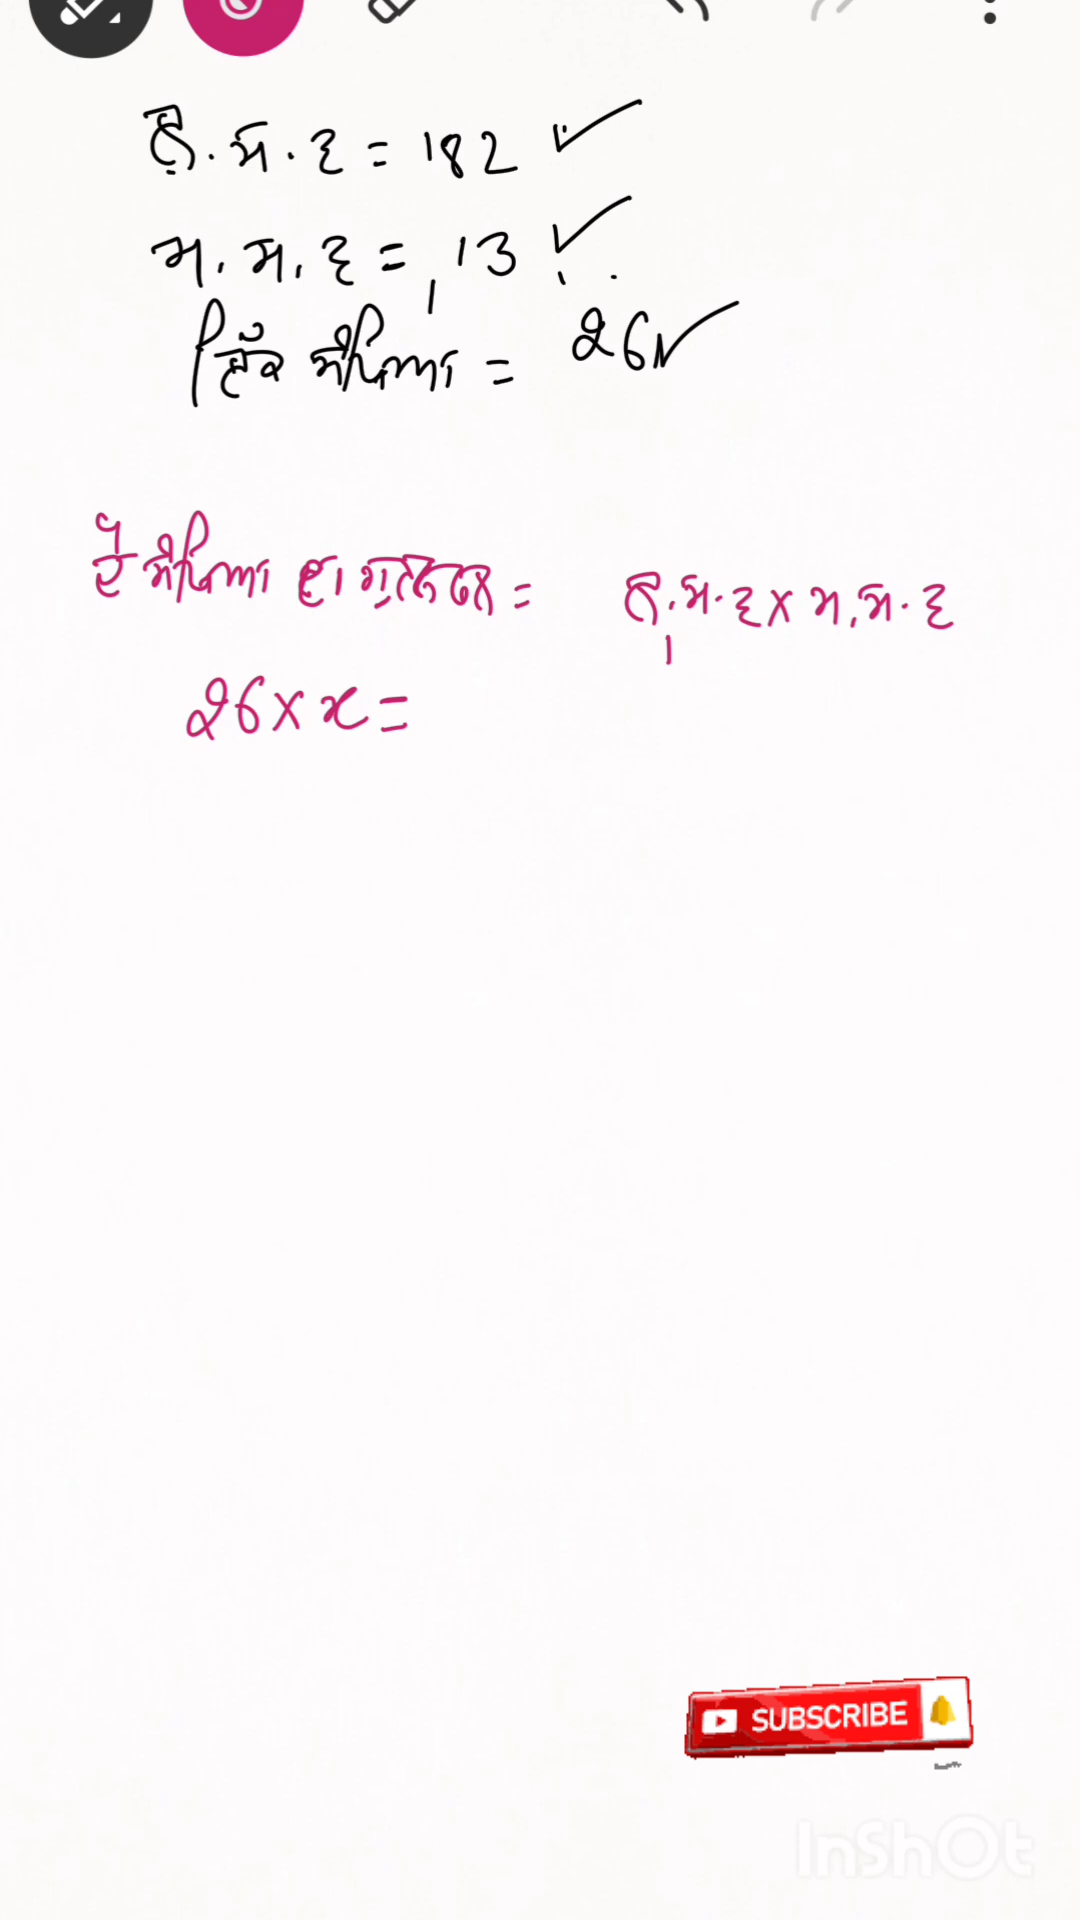 ਲ.ਸ.ਵ = 182
ਮ.ਸ.ਵ = 13
ਇੱਕ ਸੰਖਿਆ = 26
ਦੋ ਸੰਖਿਆ ਦਾ ਗੁਣਨਫਲ = ਲ.ਸ.ਵ x ਮ.ਸ.ਵ
26 x x =
SUBSCRIBE
InShOt